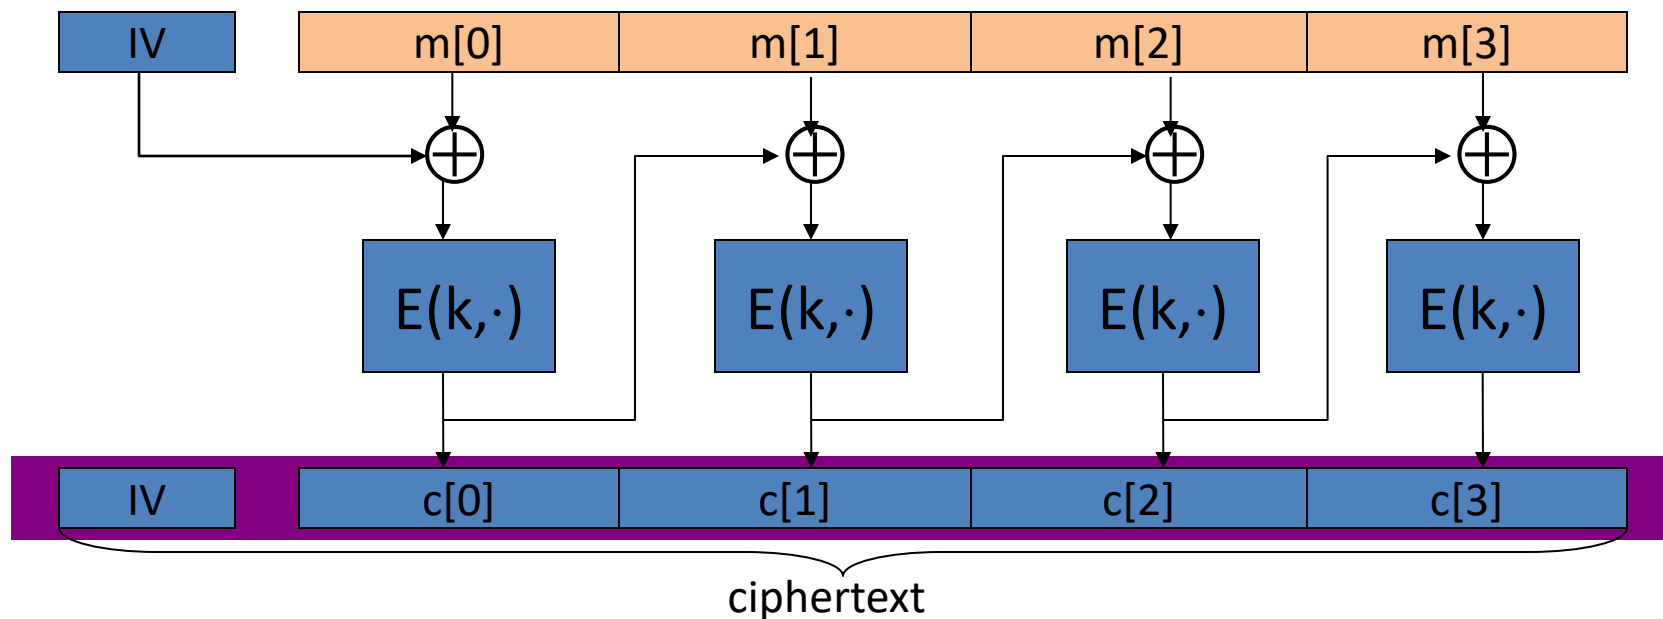 IV m[0] m[1] m[2] m[3]
E(k,·) E(k,·) E(k,·) E(k,·)
IV c[0] c[1] c[2] c[3]
ciphertext